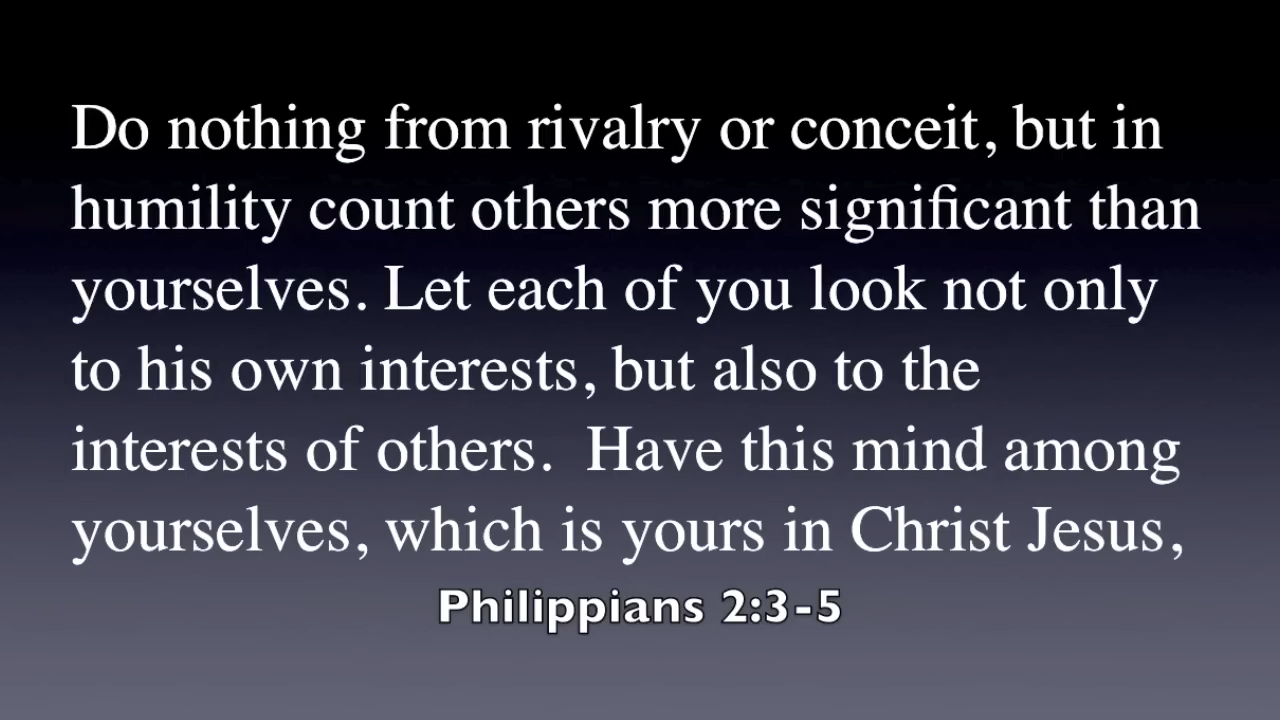 Do nothing from rivalry or conceit, but in
humility count others more significant than
yourselves. Let each of you look not only
to his own interests, but also to the
interests of others.  Have this mind among
yourselves, which is yours in Christ Jesus,
Philippians 2:3-5